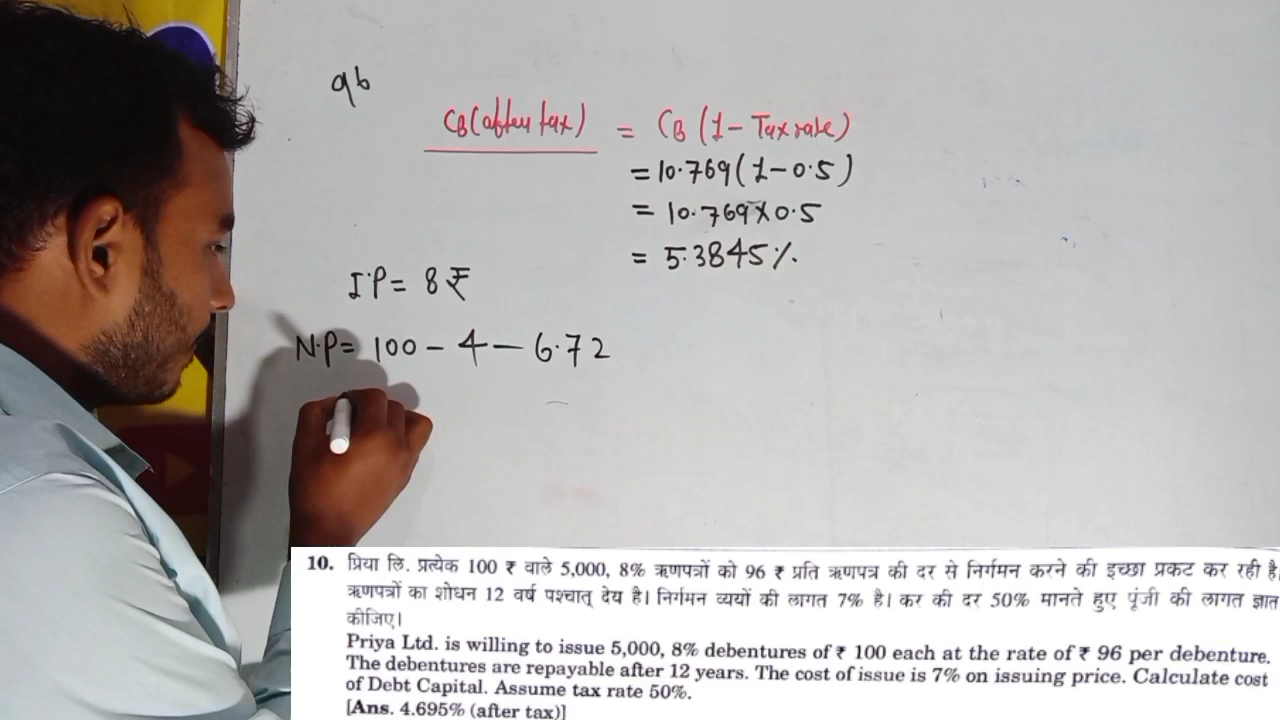 96
CB(after tax) = CB (1 - Tax rate)
= 10.769 (1 - 0.5)
= 10.769 x 0.5
= 5.3845%
I.P = 8 ₹
N.P = 100 - 4 - 6.72
10. प्रिया लि. प्रत्येक 100 ₹ वाले 5,000, 8% ऋणपत्रों को 96 ₹ प्रति ऋणपत्र की दर से निर्गमन करने की इच्छा प्रकट कर रही है।
ऋणपत्रों का शोधन 12 वर्ष पश्चात् देय है। निर्गमन व्ययों की लागत 7% है। कर की दर 50% मानते हुए पूंजी की लागत ज्ञात
कीजिए।
Priya Ltd. is willing to issue 5,000, 8% debentures of ₹ 100 each at the rate of ₹ 96 per debenture.
The debentures are repayable after 12 years. The cost of issue is 7% on issuing price. Calculate cost
of Debt Capital. Assume tax rate 50%.
[Ans. 4.695% (after tax)]